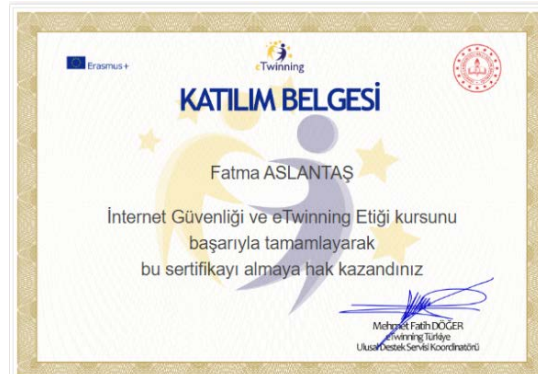 Erasmus+
eTwinning
KATILIM BELGESİ
Fatma ASLANTAŞ
İnternet Güvenliği ve eTwinning Etiği kursunu
başarıyla tamamlayarak
bu sertifikayı almaya hak kazandınız
Mehmet Fatih DÖĞER
eTwinning Türkiye
Ulusal Destek Servisi Koordinatörü